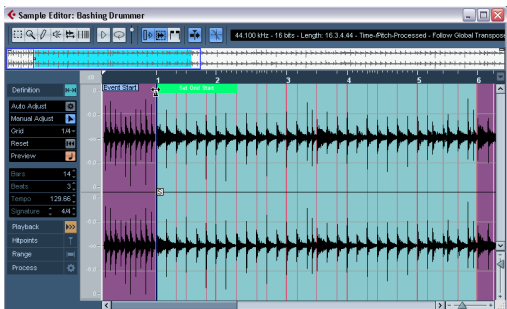 Sample Editor: Bashing Drummer
44.100 kHz - 16 bits - Length: 16.3.4.44 - Time-/Pitch-Processed - Follow Global Transpos
dB 1 2 3 4 5 6
Event Start
Set Grid Start
Definition
Auto Adjust
Manual Adjust
Grid 1/4
Reset
Preview
Bars 14
Beats 3
Tempo 129.66
Signature 4/4
Playback
Hitpoints
Range
Process
S